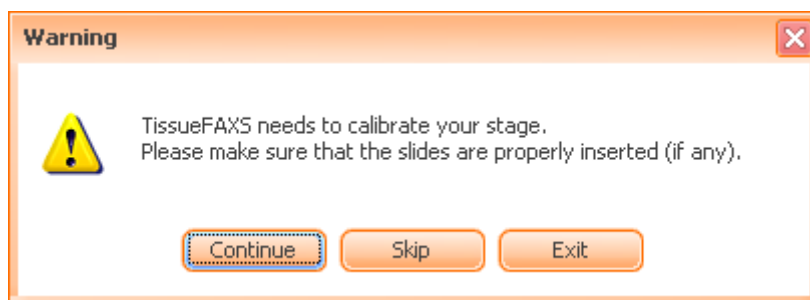 Warning
TissueFAXS needs to calibrate your stage.
Please make sure that the slides are properly inserted (if any).
Continue Skip Exit